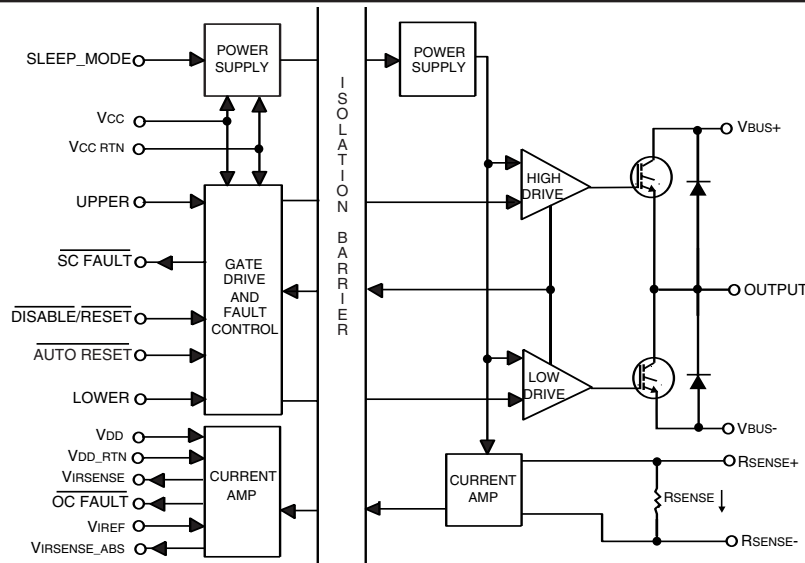 SLEEP_MODE
VCC
VCC RTN
UPPER
SC FAULT
DISABLE/RESET
AUTO RESET
LOWER
VDD
VDD_RTN
VIRSENSE
OC FAULT
VIREF
VIRSENSE_ABS
POWER
SUPPLY
GATE
DRIVE
AND
FAULT
CONTROL
CURRENT
AMP
ISOLATION BARRIER
POWER
SUPPLY
HIGH
DRIVE
LOW
DRIVE
CURRENT
AMP
VBUS+
OUTPUT
VBUS-
RSENSE+
RSENSE
RSENSE-